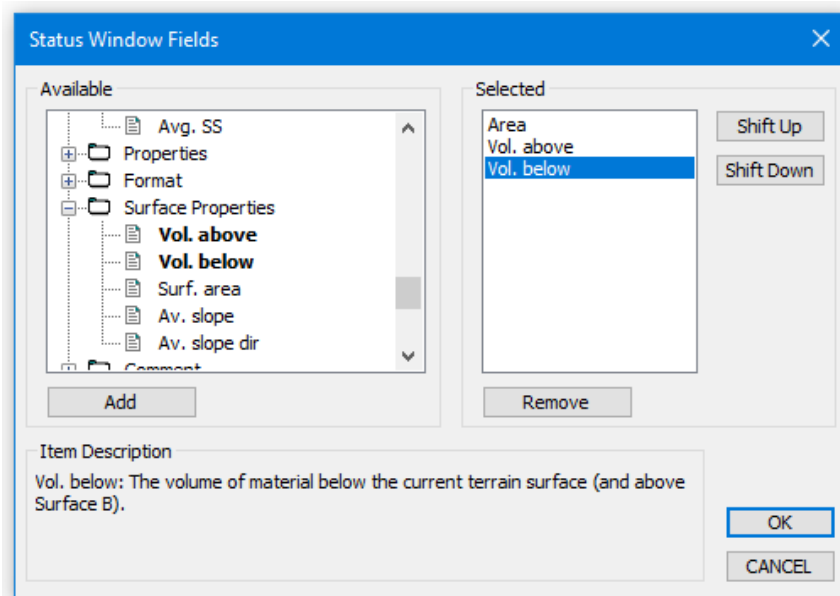 Status Window Fields
Available
Avg. SS
Properties
Format
Surface Properties
Vol. above
Vol. below
Surf. area
Av. slope
Av. slope dir
Comment
Add
Selected
Area
Vol. above
Vol. below
Remove
Shift Up
Shift Down
Item Description
Vol. below: The volume of material below the current terrain surface (and above
Surface B).
OK
CANCEL